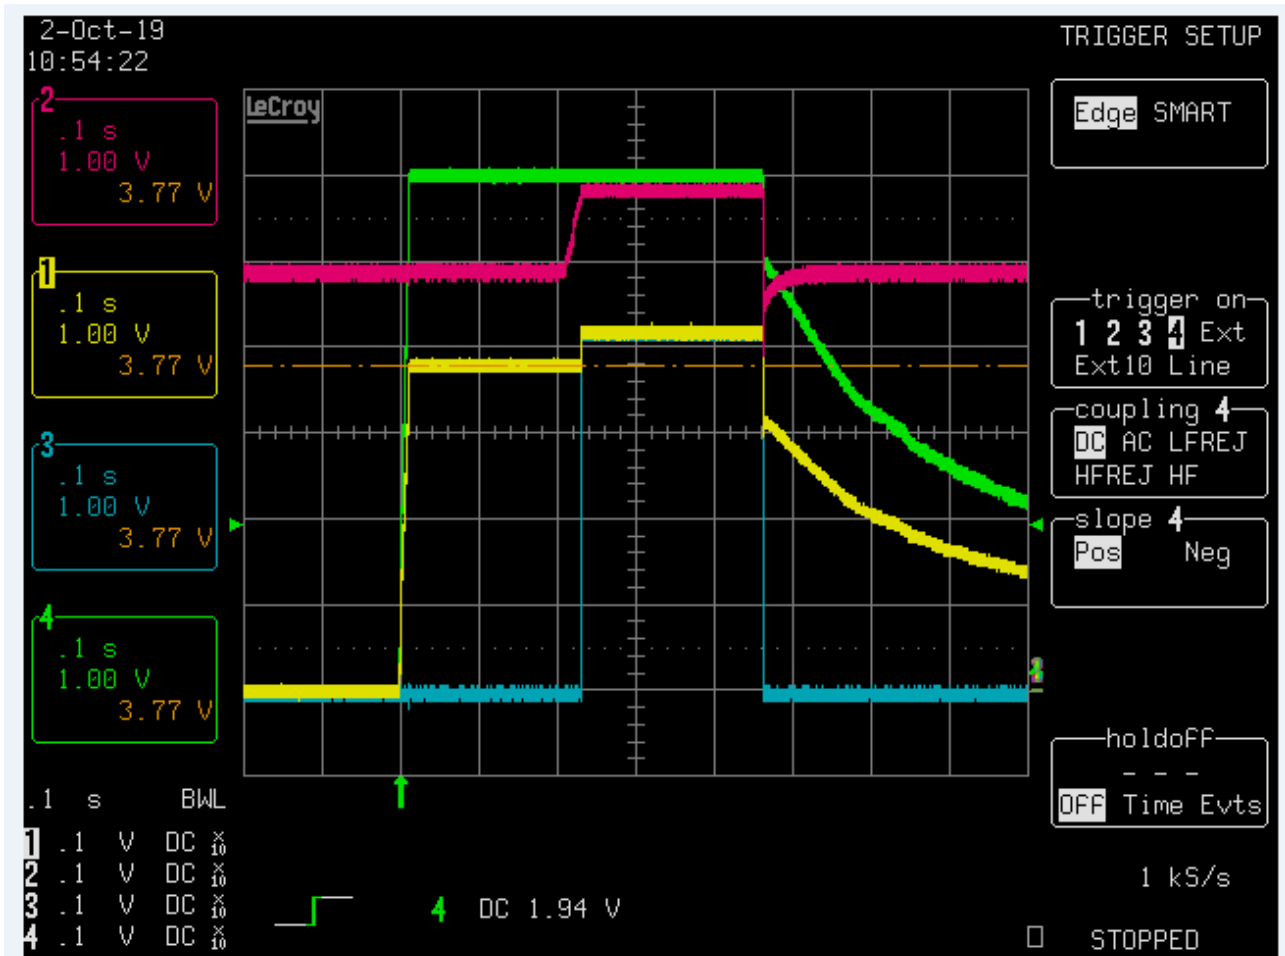 2-Oct-19
10:54:22
TRIGGER SETUP
LeCroy
2
.1 s
1.00 V
3.77 V
1
.1 s
1.00 V
3.77 V
3
.1 s
1.00 V
3.77 V
4
.1 s
1.00 V
3.77 V
Edge SMART
trigger on
1 2 3 4 Ext
Ext10 Line
coupling 4
DC AC LFREJ
HFREJ HF
slope 4
Pos Neg
holdoff
- - -
OFF Time Evts
.1 s BWL
1 .1 V DC X10
2 .1 V DC X10
3 .1 V DC X10
4 .1 V DC X10
4 DC 1.94 V
1 kS/s
STOPPED